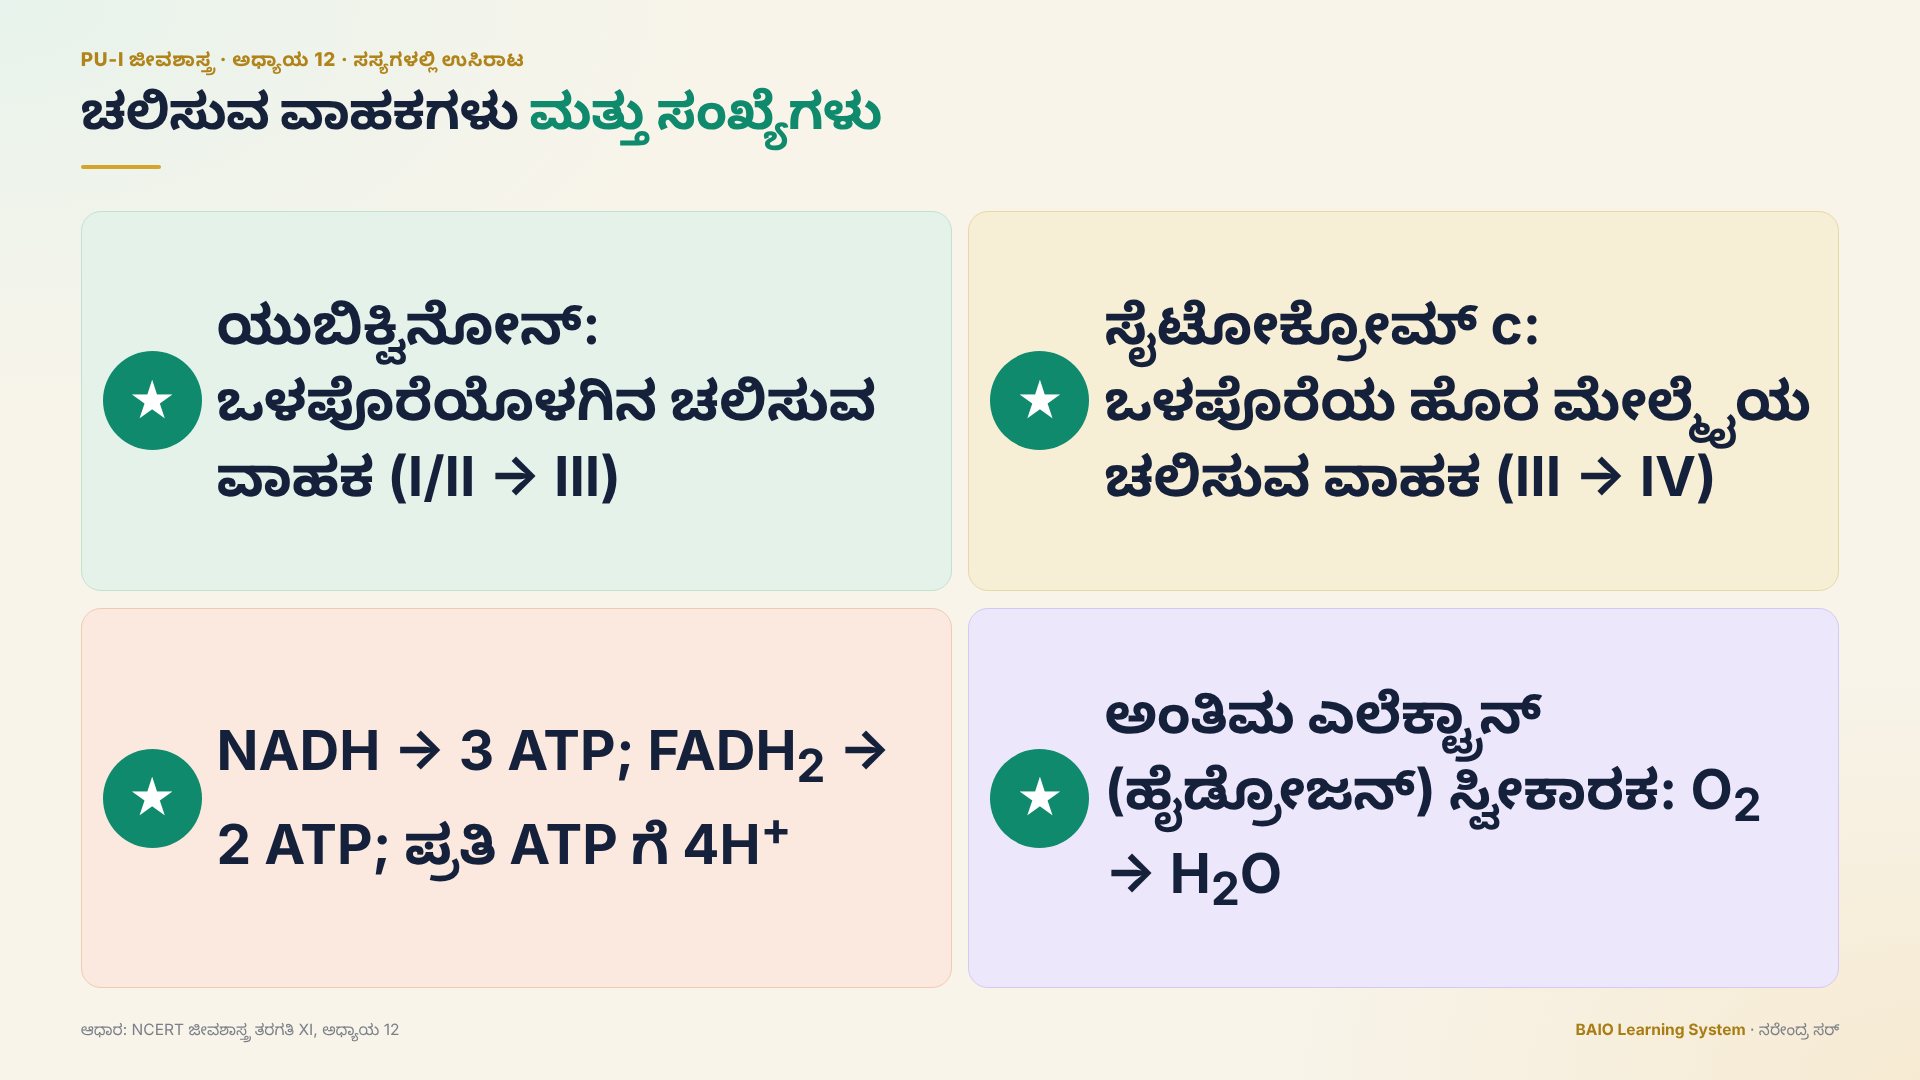 PU-I ಜೀವಶಾಸ್ತ್ರ · ಅಧ್ಯಾಯ 12 · ಸಸ್ಯಗಳಲ್ಲಿ ಉಸಿರಾಟ
ಚಲಿಸುವ ವಾಹಕಗಳು ಮತ್ತು ಸಂಖ್ಯೆಗಳು
ಯುಬಿಕ್ವಿನೋನ್:
ಒಳಪೊರೆಯೊಳಗಿನ ಚಲಿಸುವ
ವಾಹಕ (I/II → III)
ಸೈಟೋಕ್ರೋಮ್ c:
ಒಳಪೊರೆಯ ಹೊರ ಮೇಲ್ಮೈಯ
ಚಲಿಸುವ ವಾಹಕ (III → IV)
NADH → 3 ATP; FADH₂ →
2 ATP; ಪ್ರತಿ ATP ಗೆ 4H⁺
ಅಂತಿಮ ಎಲೆಕ್ಟ್ರಾನ್
(ಹೈಡ್ರೋಜನ್) ಸ್ವೀಕಾರಕ: O₂
→ H₂O
ಆಧಾರ: NCERT ಜೀವಶಾಸ್ತ್ರ ತರಗತಿ XI, ಅಧ್ಯಾಯ 12
BAIO Learning System · ನರೇಂದ್ರ ಸರ್